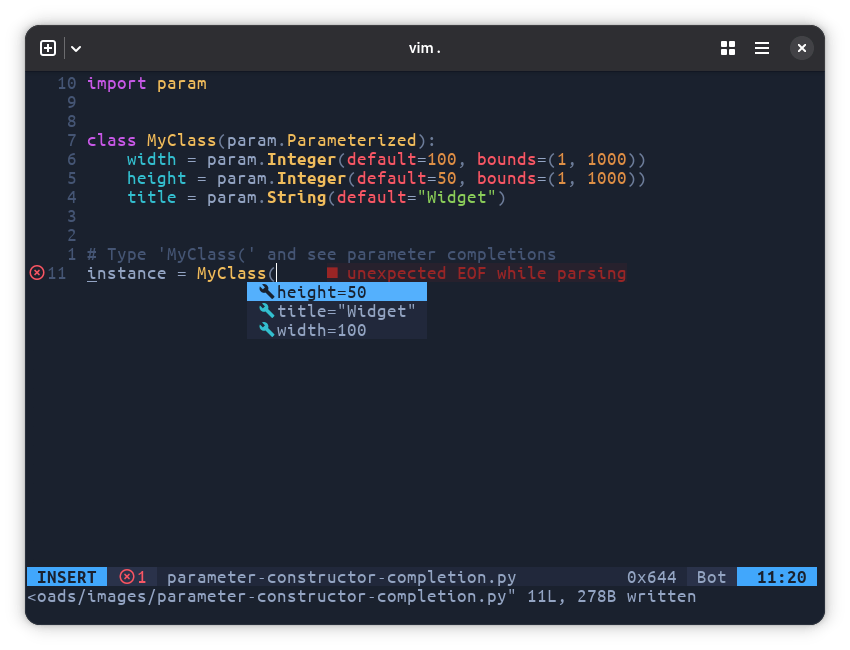 vim .
10 import param
9
8
7 class MyClass(param.Parameterized):
6     width = param.Integer(default=100, bounds=(1, 1000))
5     height = param.Integer(default=50, bounds=(1, 1000))
4     title = param.String(default="Widget")
3
2
1 # Type 'MyClass(' and see parameter completions
11 instance = MyClass(     ■ unexpected EOF while parsing
height=50
title="Widget"
width=100
INSERT 1 parameter-constructor-completion.py 0x644 Bot 11:20
<oads/images/parameter-constructor-completion.py" 11L, 278B written